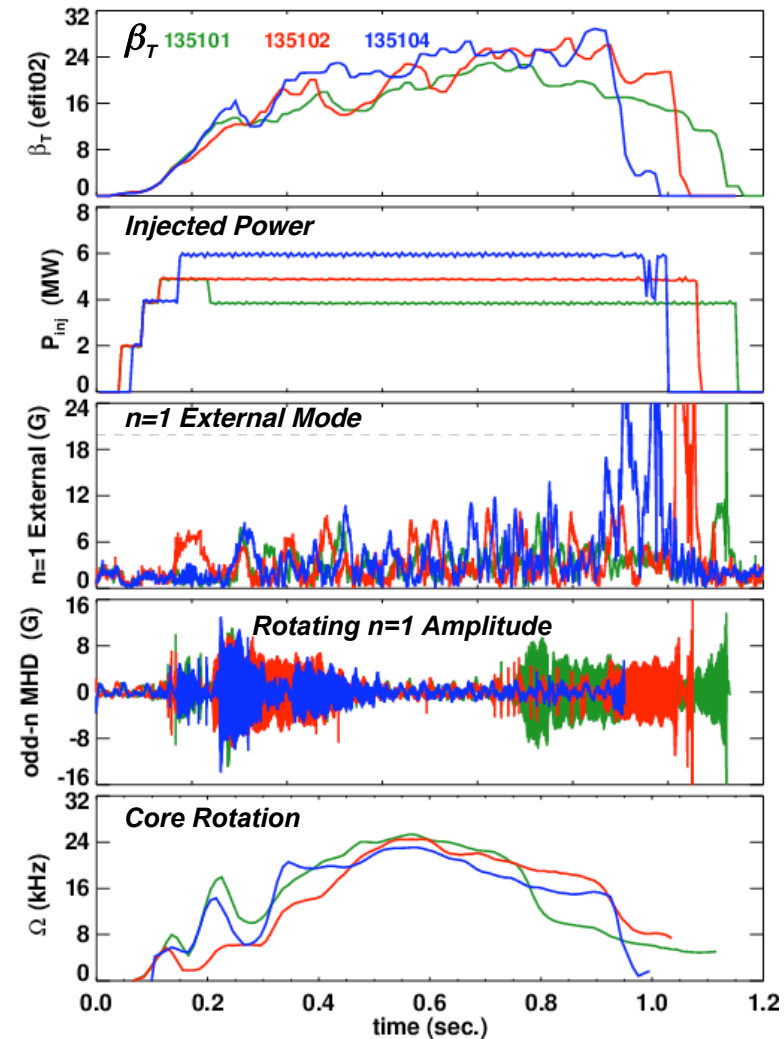 32
24
16
8
0
β_T (efit02)
β_T 135101 135102 135104
8
6
4
2
0
P_inj (MW)
Injected Power
24
18
12
6
0
n=1 External (G)
n=1 External Mode
16
8
0
-8
-16
odd-n MHD (G)
Rotating n=1 Amplitude
32
24
16
8
0
Ω (kHz)
Core Rotation
0.0 0.2 0.4 0.6 0.8 1.0 1.2
time (sec.)